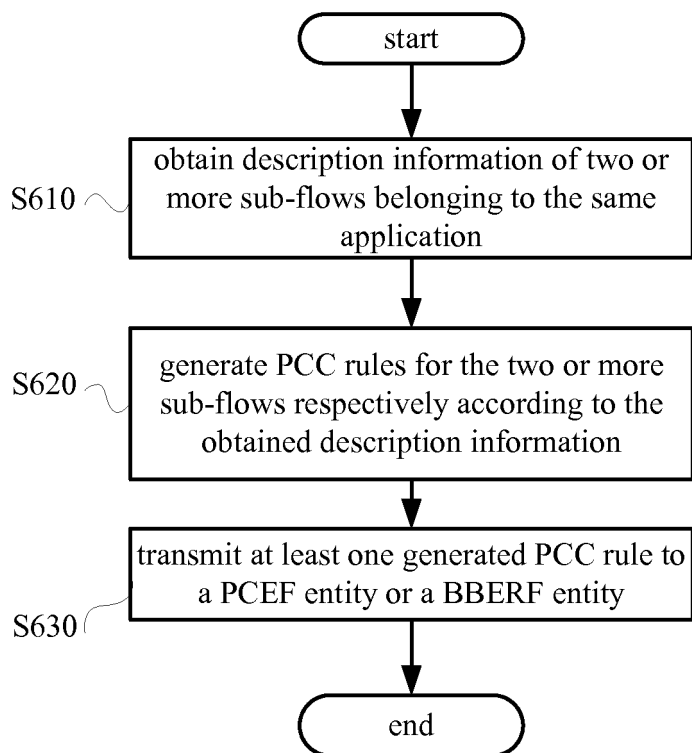 start
S610
obtain description information of two or
more sub-flows belonging to the same
application
S620
generate PCC rules for the two or more
sub-flows respectively according to the
obtained description information
transmit at least one generated PCC rule to
a PCEF entity or a BBERF entity
S630
end